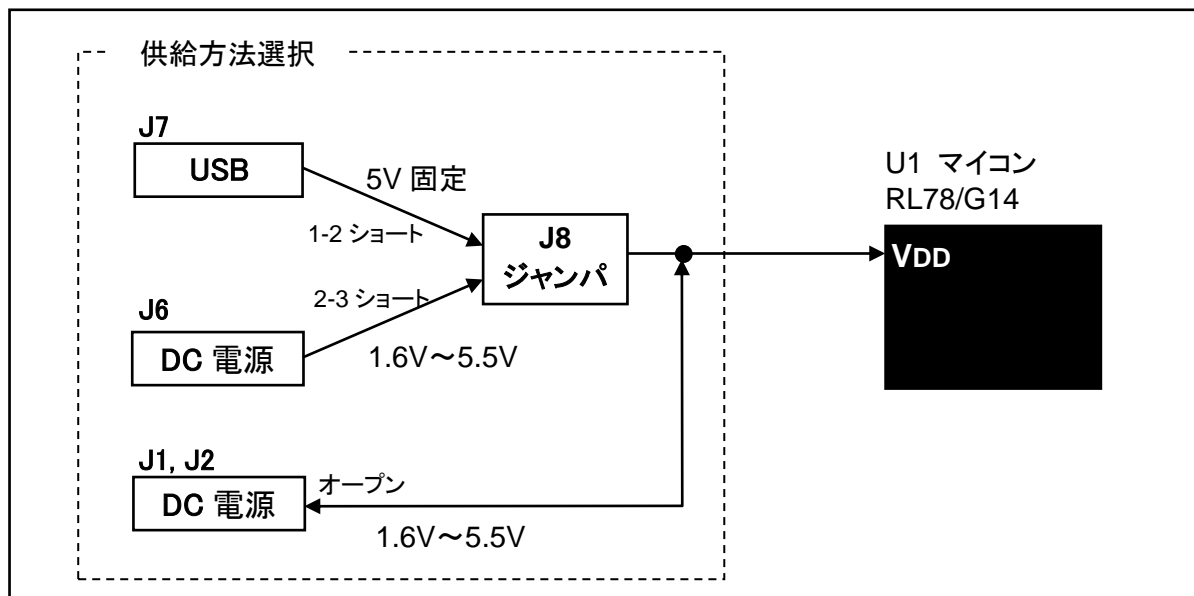 供給方法選択
J7
USB
5V 固定
1-2 ショート
J8
ジャンパ
2-3 ショート
J6
DC 電源
1.6V～5.5V
J1, J2
DC 電源
オープン
1.6V～5.5V
U1 マイコン
RL78/G14
VDD